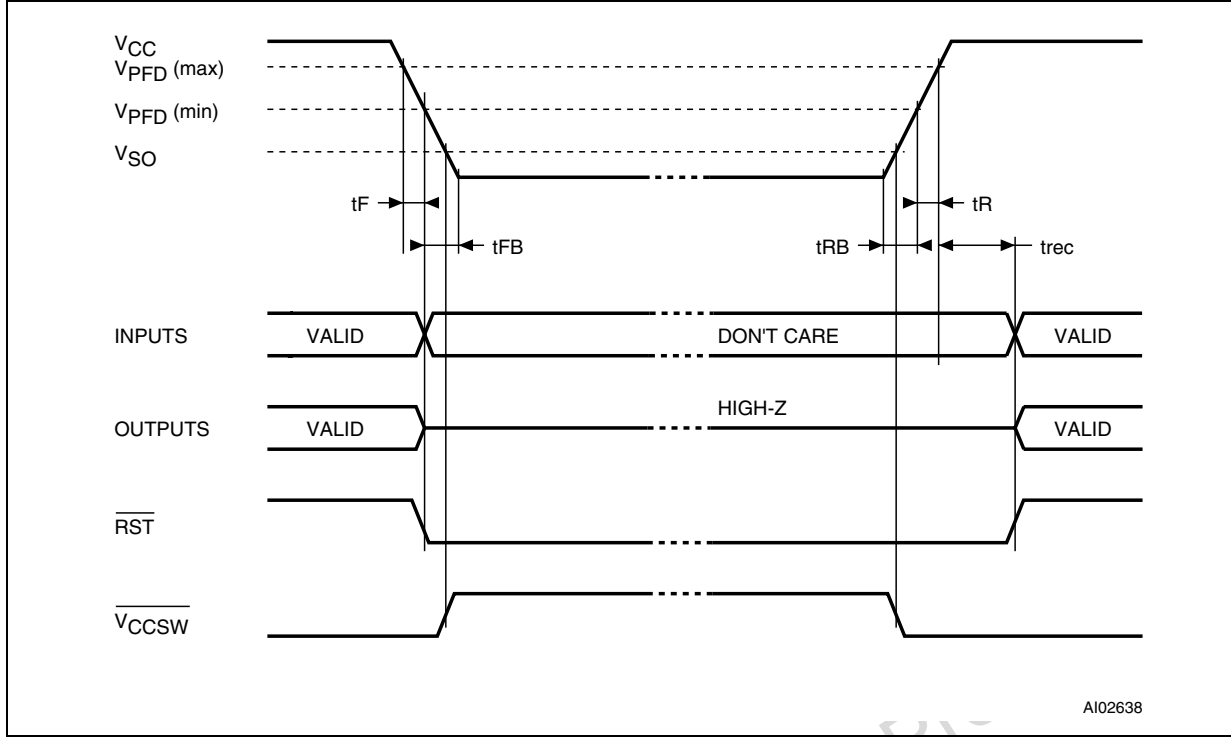 VCC
VPFD (max)
VPFD (min)
VSO
tF
tFB
tRB
tR
trec
INPUTS
VALID
DON'T CARE
VALID
OUTPUTS
VALID
HIGH-Z
VALID
RST
VCCSW
AI02638